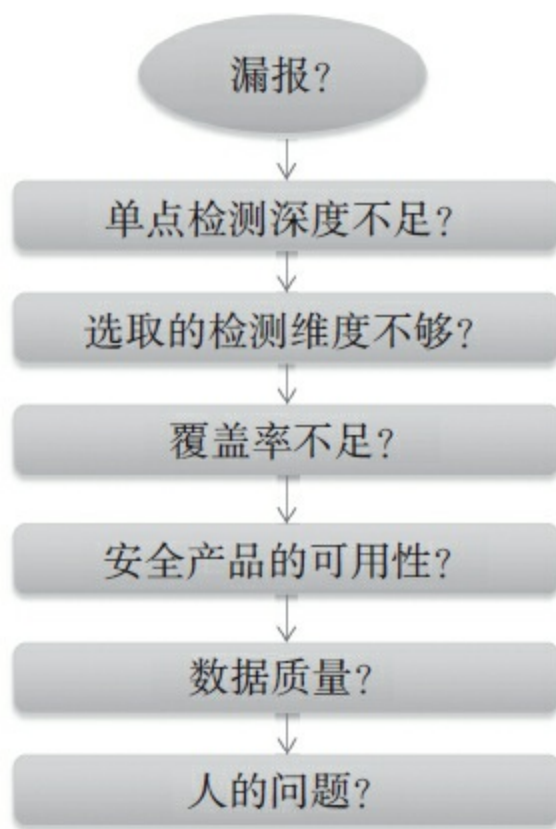 漏报?
单点检测深度不足?
选取的检测维度不够?
覆盖率不足?
安全产品的可用性?
数据质量?
人的问题?